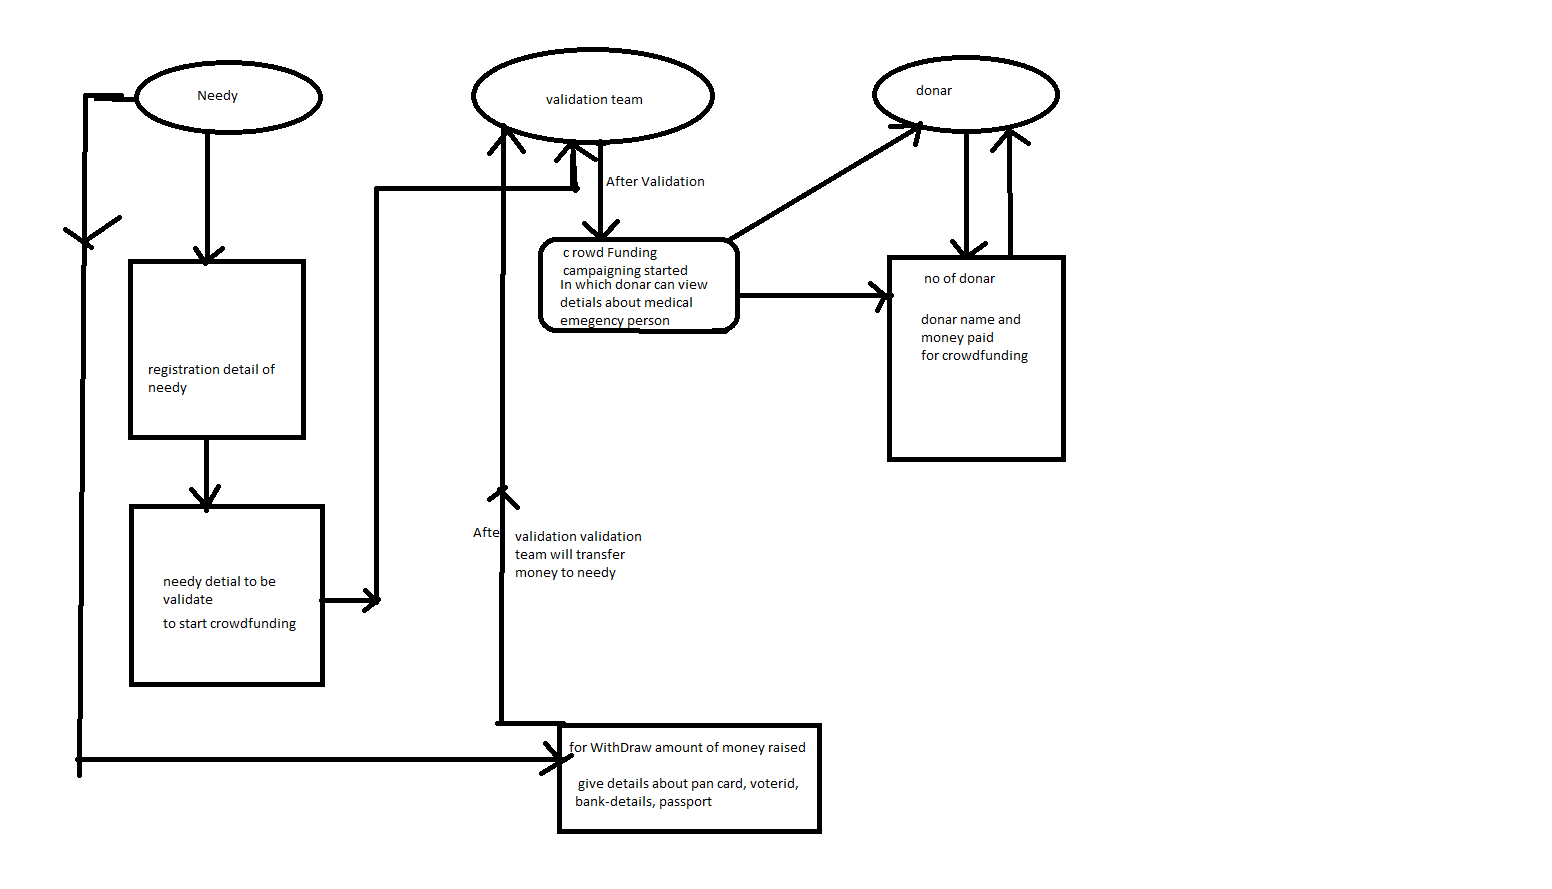 Needy
validation team
donar
After Validation
c rowd Funding
campaigning started
In which donar can view
detials about medical
emegency person
no of donar
donar name and
money paid
for crowdfunding
registration detail of
needy
needy detial to be
validate
to start crowdfunding
Afte
validation validation
team will transfer
money to needy
for WithDraw amount of money raised
give details about pan card, voterid,
bank-details, passport